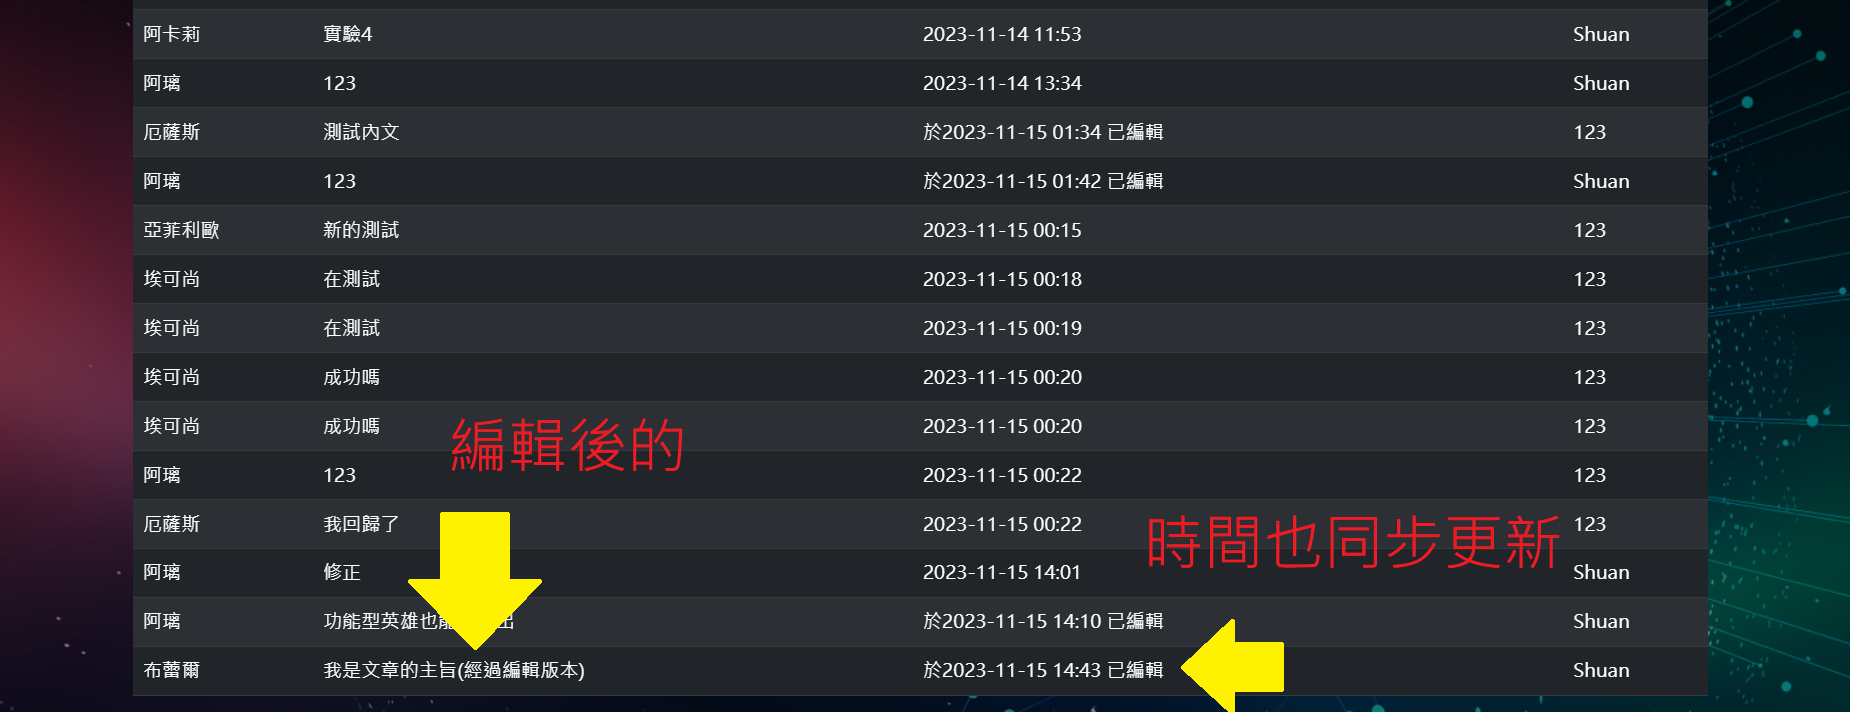 阿卡莉 實驗4 2023-11-14 11:53 Shuan
阿璃 123 2023-11-14 13:34 Shuan
厄薩斯 測試內文 於2023-11-15 01:34 已編輯 123
阿璃 123 於2023-11-15 01:42 已編輯 Shuan
亞菲利歐 新的測試 2023-11-15 00:15 123
埃可尚 在測試 2023-11-15 00:18 123
埃可尚 在測試 2023-11-15 00:19 123
埃可尚 成功嗎 2023-11-15 00:20 123
埃可尚 成功嗎 2023-11-15 00:20 123
編輯後的
阿璃 123 2023-11-15 00:22 123
厄薩斯 我回歸了 2023-11-15 00:22 123
時間也同步更新
阿璃 修正 2023-11-15 14:01 Shuan
阿璃 功能型英雄也 出 於2023-11-15 14:10 已編輯 Shuan
布蕾爾 我是文章的主旨(經過編輯版本) 於2023-11-15 14:43 已編輯 Shuan